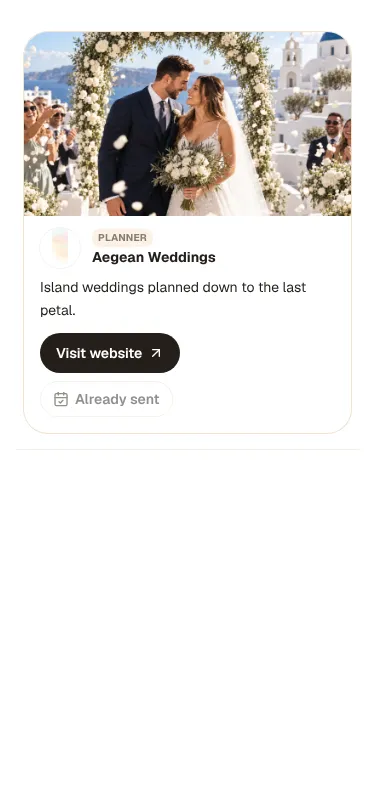 PLANNER
Aegean Weddings
Island weddings planned down to the last
petal.
Visit website
Already sent